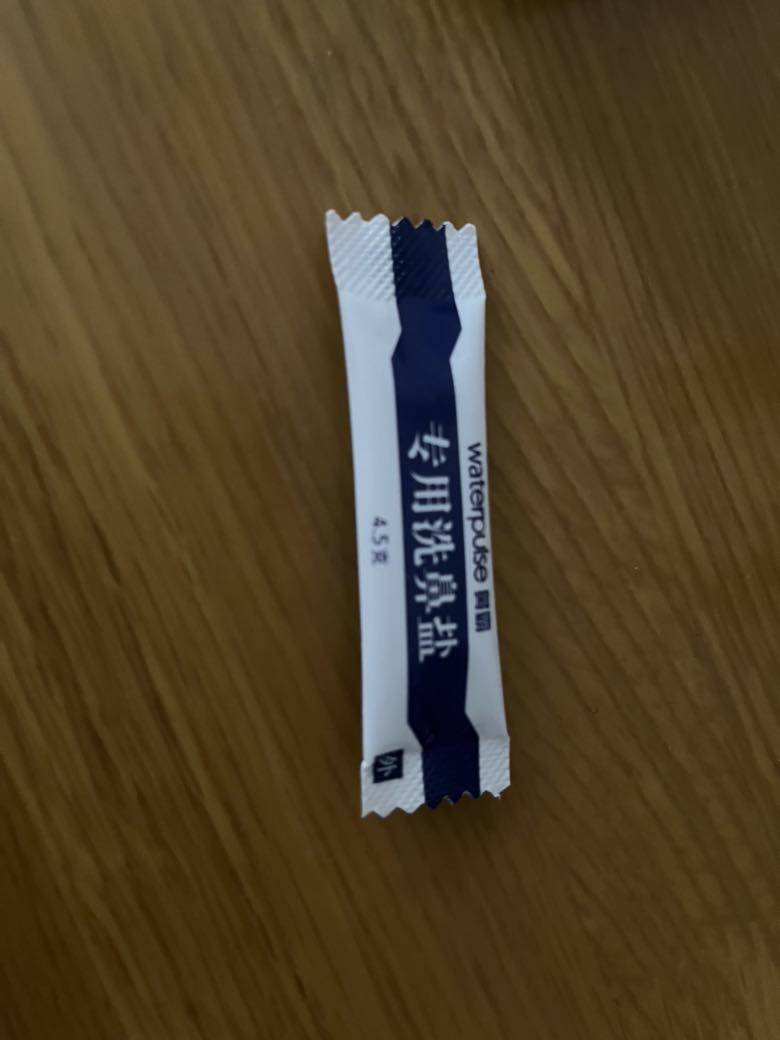 waterpulse
专用洗鼻盐
4.5克
外